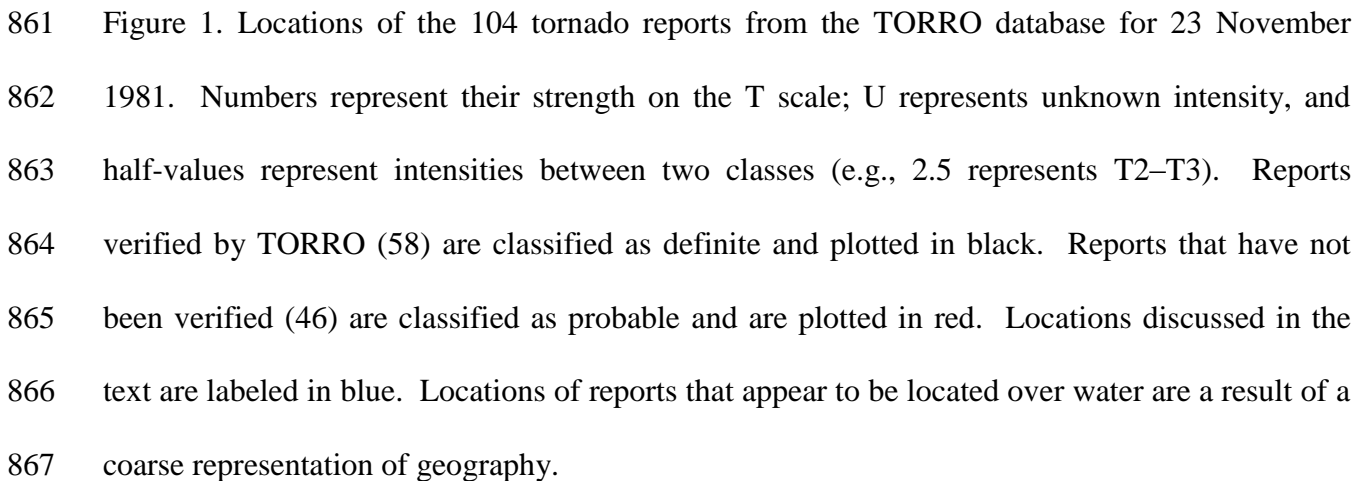 861 Figure 1. Locations of the 104 tornado reports from the TORRO database for 23 November
862 1981. Numbers represent their strength on the T scale; U represents unknown intensity, and
863 half-values represent intensities between two classes (e.g., 2.5 represents T2–T3). Reports
864 verified by TORRO (58) are classified as definite and plotted in black. Reports that have not
865 been verified (46) are classified as probable and are plotted in red. Locations discussed in the
866 text are labeled in blue. Locations of reports that appear to be located over water are a result of a
867 coarse representation of geography.